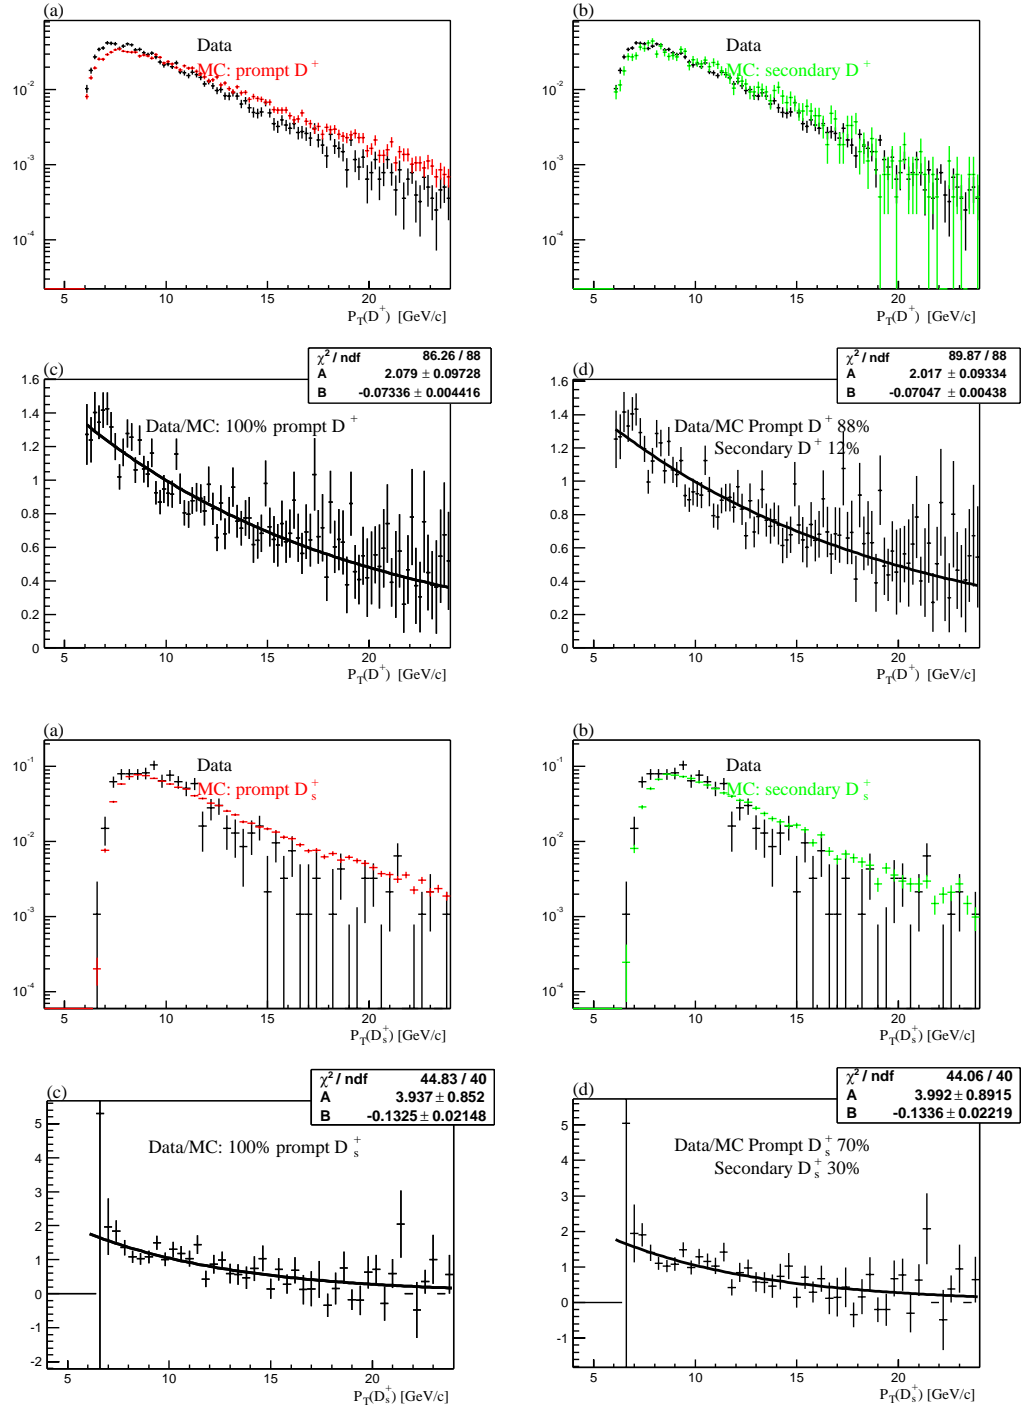 (a)
Data
MC: prompt D+
10-2
10-3
10-4
5 10 15 20
PT(D+) [GeV/c]
(b)
Data
MC: secondary D+
10-2
10-3
10-4
5 10 15 20
PT(D+) [GeV/c]
(c)
χ2 / ndf 86.26 / 88
A 2.079 ± 0.09728
B -0.07336 ± 0.004416
Data/MC: 100% prompt D+
1.6
1.4
1.2
1
0.8
0.6
0.4
0.2
0
5 10 15 20
PT(D+) [GeV/c]
(d)
χ2 / ndf 89.87 / 88
A 2.017 ± 0.09334
B -0.07047 ± 0.00438
Data/MC Prompt D+ 88%
Secondary D+ 12%
1.6
1.4
1.2
1
0.8
0.6
0.4
0.2
0
5 10 15 20
PT(D+) [GeV/c]
(a)
Data
MC: prompt Ds+
10-1
10-2
10-3
10-4
5 10 15 20
PT(Ds+) [GeV/c]
(b)
Data
MC: secondary Ds+
10-1
10-2
10-3
10-4
5 10 15 20
PT(Ds+) [GeV/c]
(c)
χ2 / ndf 44.83 / 40
A 3.937 ± 0.852
B -0.1325 ± 0.02148
Data/MC: 100% prompt Ds+
5
4
3
2
1
0
-1
-2
5 10 15 20
PT(Ds+) [GeV/c]
(d)
χ2 / ndf 44.06 / 40
A 3.992 ± 0.8915
B -0.1336 ± 0.02219
Data/MC Prompt Ds+ 70%
Secondary Ds+ 30%
5
4
3
2
1
0
-1
5 10 15 20
PT(Ds+) [GeV/c]